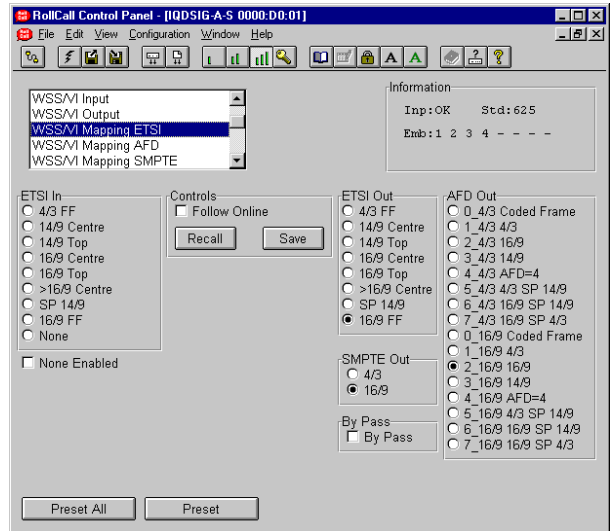 RollCall Control Panel - [IQDSIG-A-S 0000:D0:01]
File Edit View Configuration Window Help
A A
WSS/VI Input
WSS/VI Output
WSS/VI Mapping ETSI
WSS/VI Mapping AFD
WSS/VI Mapping SMPTE
Information
Inp:OK Std:625
Emb:1 2 3 4 - - - -
ETSI In
4/3 FF
14/9 Centre
14/9 Top
16/9 Centre
16/9 Top
>16/9 Centre
SP 14/9
16/9 FF
None
None Enabled
Controls
Follow Online
Recall Save
ETSI Out
4/3 FF
14/9 Centre
14/9 Top
16/9 Centre
16/9 Top
>16/9 Centre
SP 14/9
16/9 FF
SMPTE Out
4/3
16/9
By Pass
By Pass
AFD Out
0_4/3 Coded Frame
1_4/3 4/3
2_4/3 16/9
3_4/3 14/9
4_4/3 AFD=4
5_4/3 4/3 SP 14/9
6_4/3 16/9 SP 14/9
7_4/3 16/9 SP 4/3
0_16/9 Coded Frame
1_16/9 4/3
2_16/9 16/9
3_16/9 14/9
4_16/9 AFD=4
5_16/9 4/3 SP 14/9
6_16/9 16/9 SP 14/9
7_16/9 16/9 SP 4/3
Preset All Preset